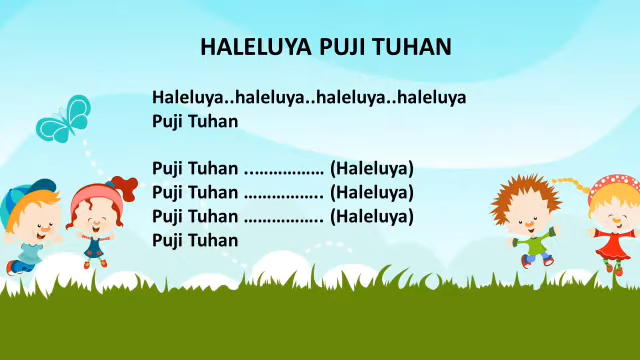 HALELUYA PUJI TUHAN
Haleluya..haleluya..haleluya..haleluya
Puji Tuhan
Puji Tuhan ..…………… (Haleluya)
Puji Tuhan …………….. (Haleluya)
Puji Tuhan …………….. (Haleluya)
Puji Tuhan